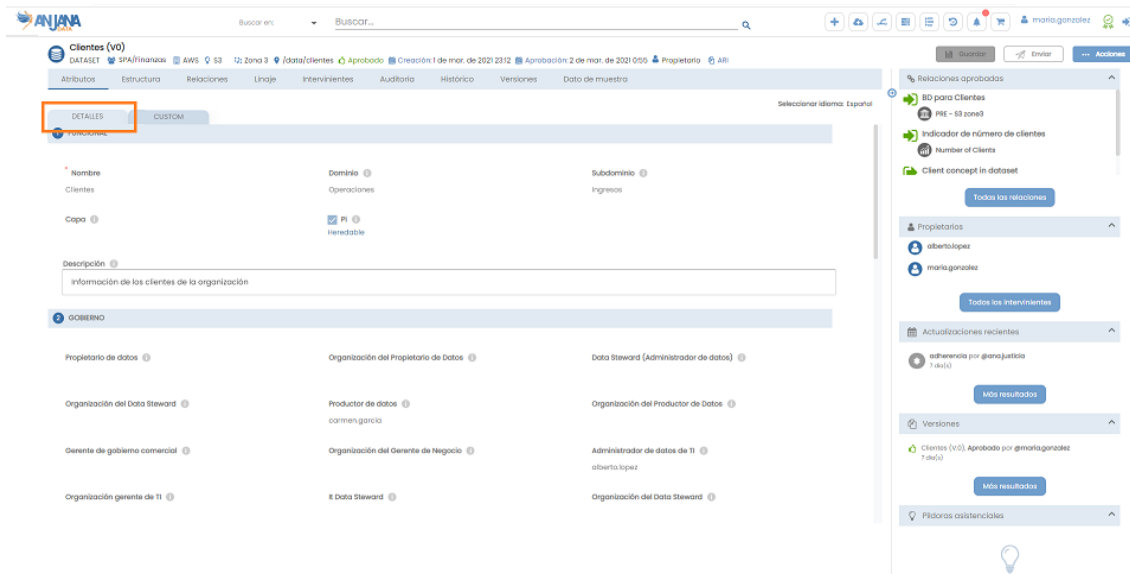 ANJANA
DATA
Buscar en:
Buscar...
maria.gonzalez
Clientes (V0)
DATASET SPA/Finanzas AWS S3 Zona 3 /data/clientes Aprobado Creación: 1 de mar. de 2021 23:12 Aprobación: 2 de mar. de 2021 0:55 Propietario ARI
Guardar
Enviar
Acciones
Atributos Estructura Relaciones Linaje Intervinientes Auditoria Histórico Versiones Dato de muestra
Seleccionar idioma: Español
DETALLES CUSTOM
1 FUNCIONAL
* Nombre Dominio Subdominio
Clientes Operaciones Ingresos
Capa PI
Heredable
Descripción
Información de los clientes de la organización
2 GOBIERNO
Propietario de datos Organización del Propietario de Datos Data Steward (Administrador de datos)
Organización del Data Steward Productor de datos Organización del Productor de Datos
carmen.garcia
Gerente de gobierno comercial Organización del Gerente de Negocio Administrador de datos de TI
alberto.lopez
Organización gerente de TI It Data Steward Organización del Data Steward
Relaciones aprobadas
BD para Clientes
PRE - S3 zone3
Indicador de número de clientes
Number of Clients
Client concept in dataset
Todas las relaciones
Propietarios
alberto.lopez
maria.gonzalez
Todos los intervinientes
Actualizaciones recientes
adherencia por @ana.justicia
7 dia(s)
Más resultados
Versiones
Clientes (V.0), Aprobado por @maria.gonzalez
7 dia(s)
Más resultados
Píldoras asistenciales